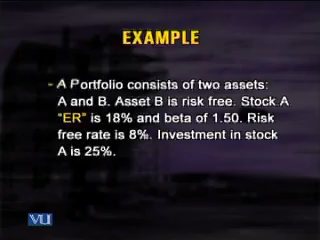 EXAMPLE
- A Portfolio consists of two assets:
A and B. Asset B is risk free. Stock A
"ER" is 18% and beta of 1.50. Risk
free rate is 8%. Investment in stock
A is 25%.
VU